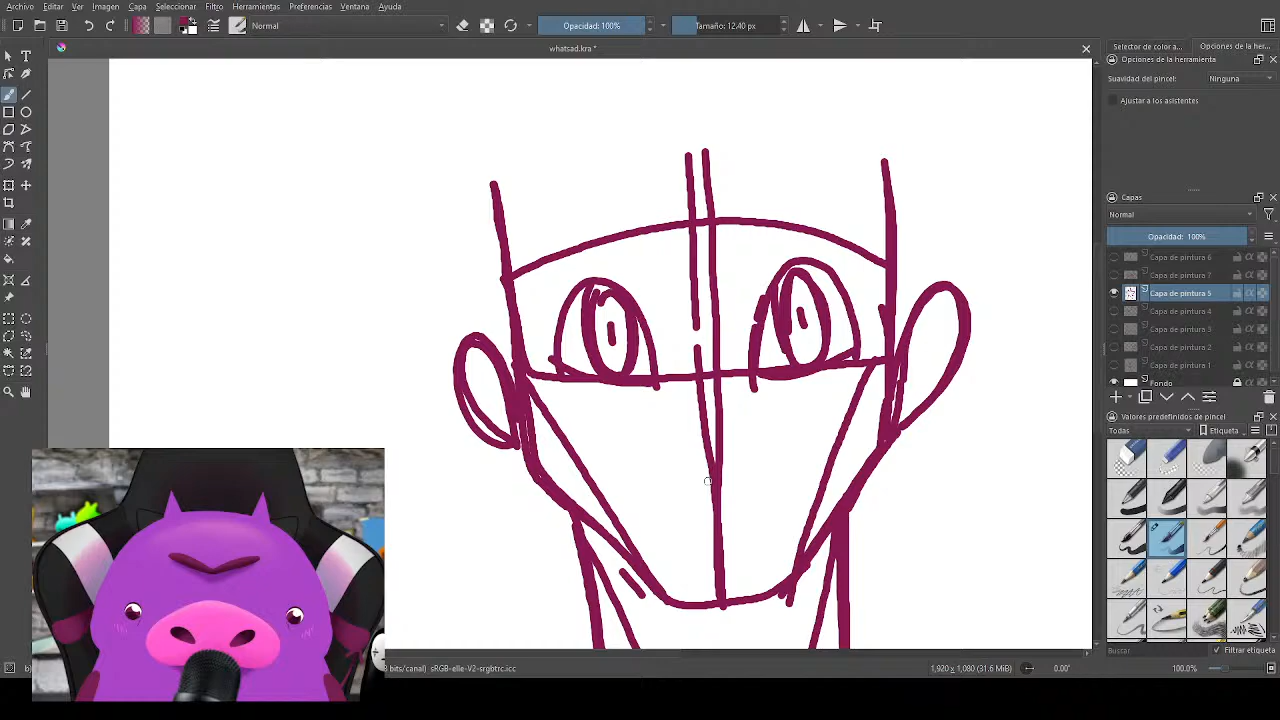 Archivo Editar Ver Imagen Capa Seleccionar Filtros Herramientas Preferencias Ventana Ayuda
Normal Opacidad: 100% Tamaño: 12.40 px
whatsad.kra *
Selector de color a... Opciones de la her...
Opciones de la herramienta
Suavidad del pincel: Ninguna
Ajustar a los asistentes
Capas
Normal
Opacidad: 100%
Capa de pintura 6
Capa de pintura 7
Capa de pintura 5
Capa de pintura 4
Capa de pintura 3
Capa de pintura 2
Capa de pintura 1
Fondo
Valores predefinidos de pincel
Todas Etiqueta
Buscar Filtrar etiqueta
bits/canal) sRGB-elle-V2-srgbtrc.icc 1,920 x 1,080 (31.6 MiB) 0.00° 100.0%